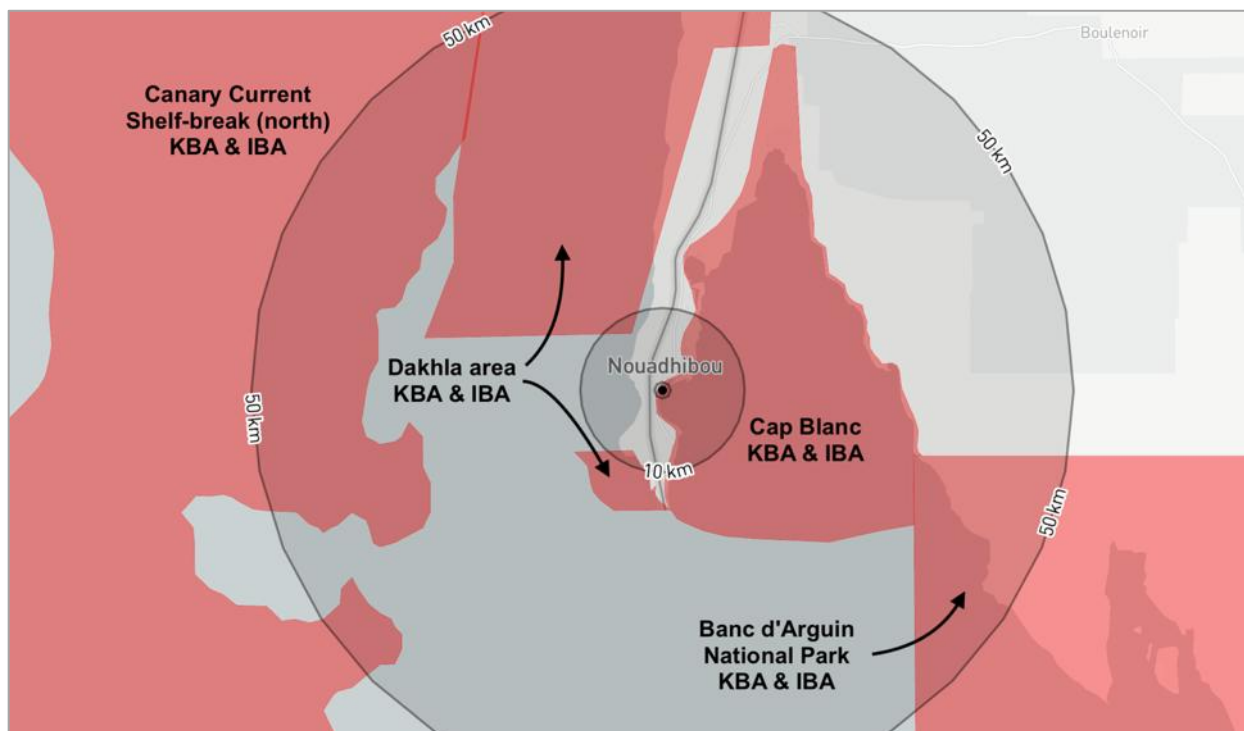 50 km
Boulenoir
Canary Current
Shelf-break (north)
KBA & IBA
50 km
Dakhla area
KBA & IBA
Nouadhibou
50 km
Cap Blanc
KBA & IBA
10 km
50 km
Banc d'Arguin
National Park
KBA & IBA